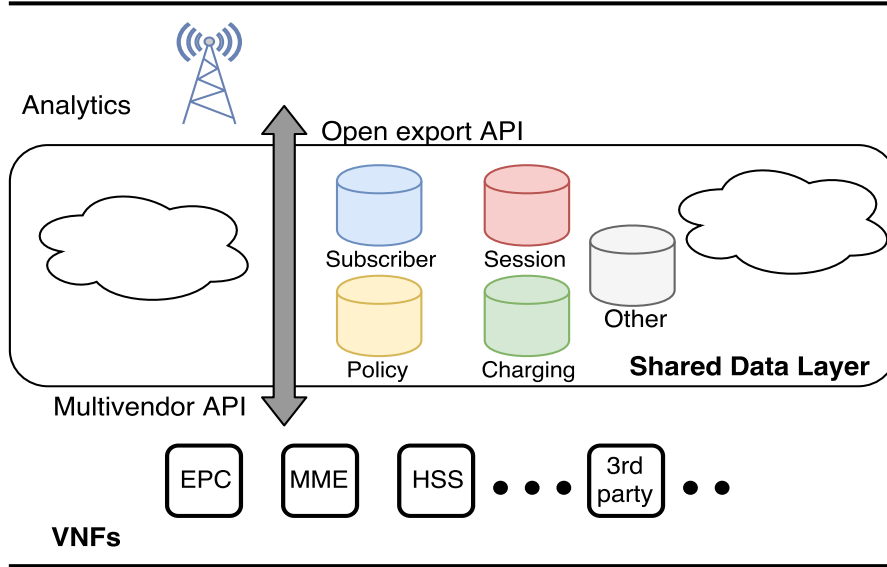 Analytics
Open export API
Subscriber
Session
Other
Policy
Charging
Shared Data Layer
Multivendor API
EPC
MME
HSS
3rd
party
VNFs